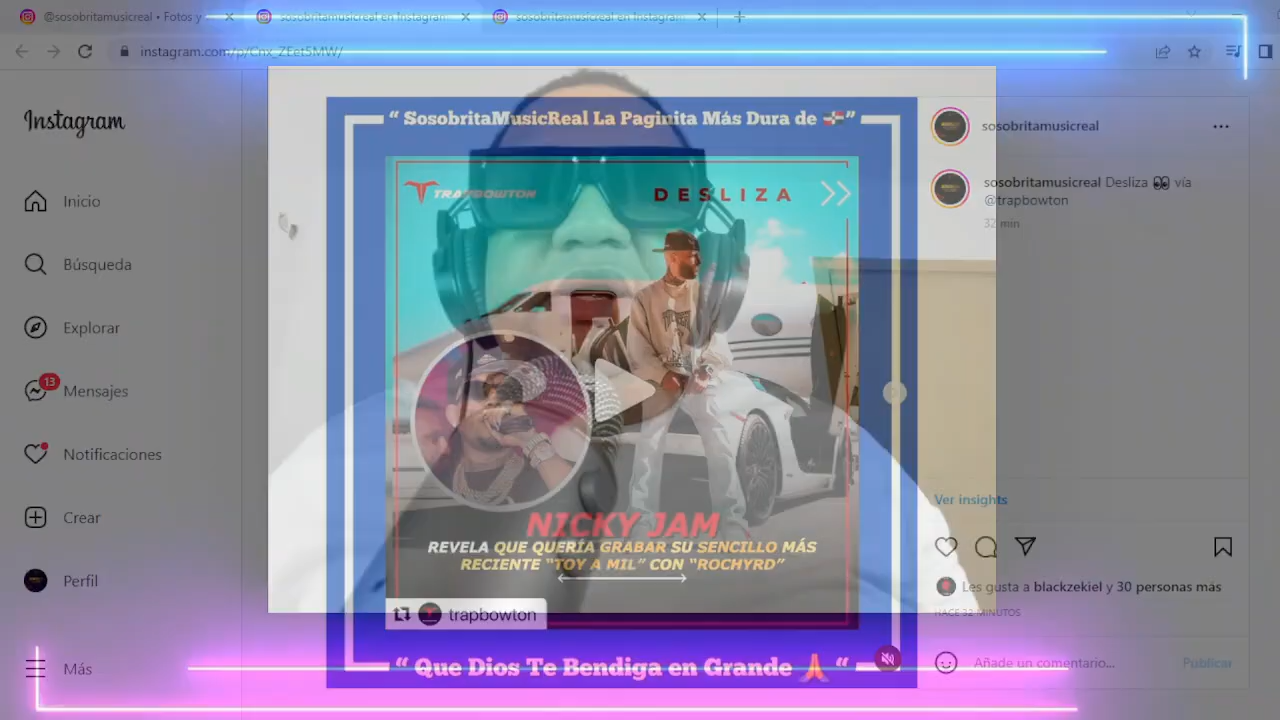 @sosobritamusicreal • Fotos y
sosobritamusicreal en Instagram
sosobritamusicreal en Instagram
instagram.com/p/Cnx_ZEet5MW/
Instagram
Inicio
Búsqueda
Explorar
13
Mensajes
Notificaciones
Crear
Perfil
Más
“ SosobritaMusicReal La Paginita Más Dura de 🇩🇴”
TRAPBOWTON
DESLIZA
NICKY JAM
REVELA QUE QUERÍA GRABAR SU SENCILLO MÁS
RECIENTE “TOY A MIL” CON “ROCHYRD”
trapbowton
“ Que Dios Te Bendiga en Grande 🙏 “
sosobritamusicreal
sosobritamusicreal Desliza 👀 vía
@trapbowton
32 min
Ver insights
Les gusta a blackzekiel y 30 personas más
HACE 32 MINUTOS
Añade un comentario...
Publicar